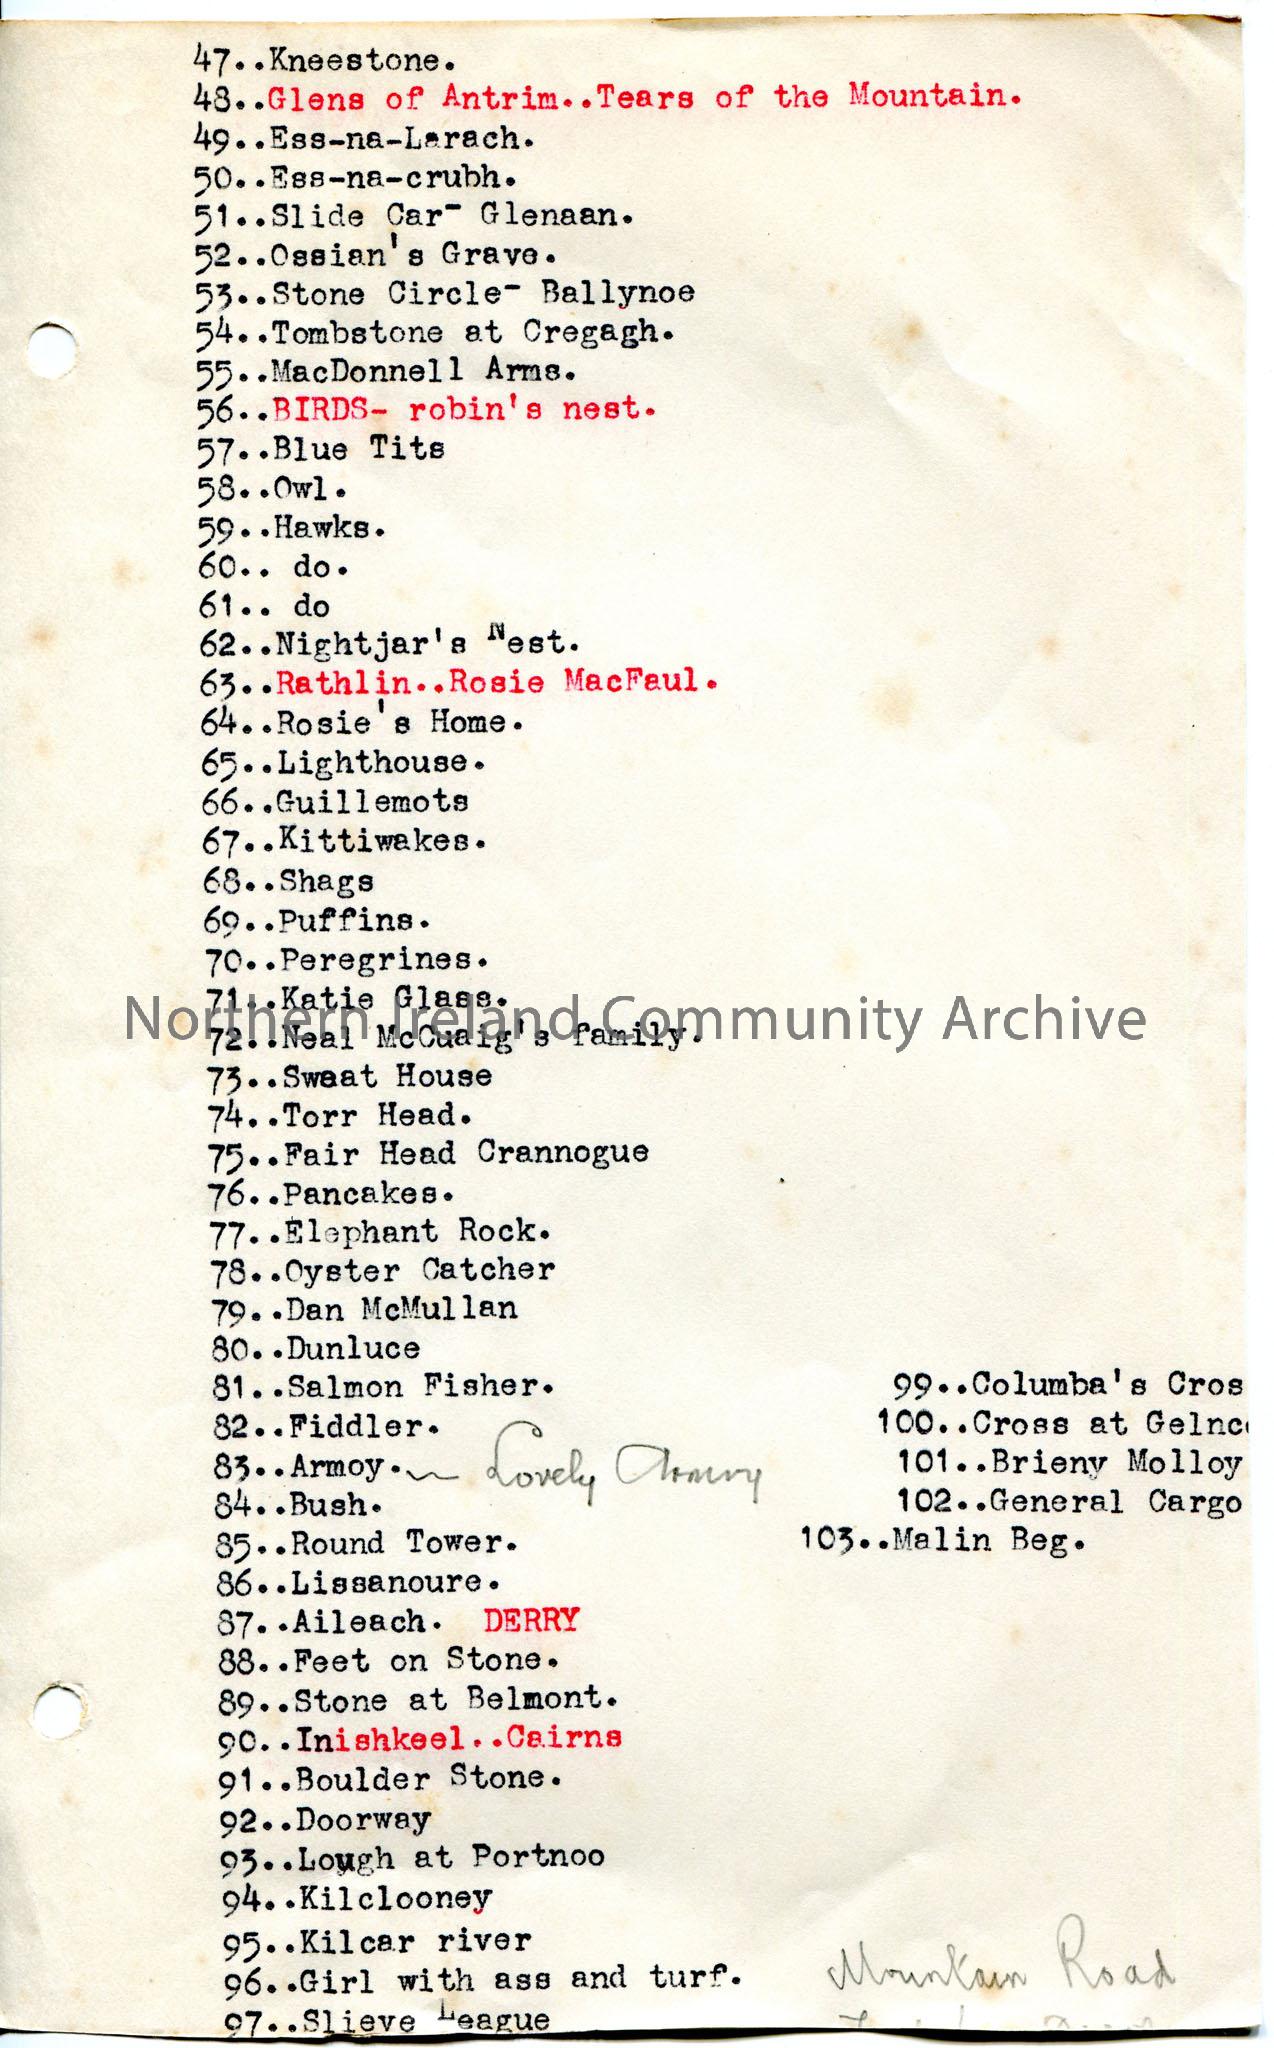 47..Kneestone.
48..Glens of Antrim..Tears of the Mountain.
49..Ess-na-Larach.
50..Ess-na-crubh.
51..Slide Car- Glenaan.
52..Ossian's Grave.
53..Stone Circle- Ballynoe
54..Tombstone at Cregagh.
55..MacDonnell Arms.
56..BIRDS- robin's nest.
57..Blue Tits
58..Owl.
59..Hawks.
60.. do.
61.. do
62..Nightjar's Nest.
63..Rathlin..Rosie MacFaul.
64..Rosie's Home.
65..Lighthouse.
66..Guillemots
67..Kittiwakes.
68..Shags
69..Puffins.
70..Peregrines.
71..Katie Glass.
Northern Ireland Community Archive
72..Neal McCuaig's family.
73..Sweat House
74..Torr Head.
75..Fair Head Crannogue
76..Pancakes.
77..Elephant Rock.
78..Oyster Catcher
79..Dan McMullan
80..Dunluce
81..Salmon Fisher.
82..Fiddler.
83..Armoy. Lovely Armoy
84..Bush.
85..Round Tower.
86..Lissanoure.
87..Aileach. DERRY
88..Feet on Stone.
89..Stone at Belmont.
90..Inishkeel..Cairns
91..Boulder Stone.
92..Doorway
93..Lough at Portnoo
94..Kilclooney
95..Kilcar river
96..Girl with ass and turf.
97..Slieve League
99..Columba's Cros
100..Cross at Gelnc
101..Brieny Molloy
102..General Cargo
103..Malin Beg.
Mountain Road